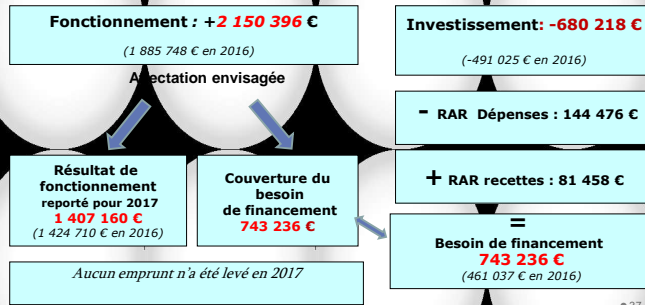 Fonctionnement : +2 150 396 €
(1 885 748 € en 2016)
Investissement: -680 218 €
(-491 025 € en 2016)
Affectation envisagée
- RAR Dépenses : 144 476 €
+ RAR recettes : 81 458 €
Résultat de
fonctionnement
reporté pour 2017
1 407 160 €
(1 424 710 € en 2016)
Couverture du
besoin
de financement
743 236 €
=
Besoin de financement
743 236 €
(461 037 € en 2016)
Aucun emprunt n'a été levé en 2017
27